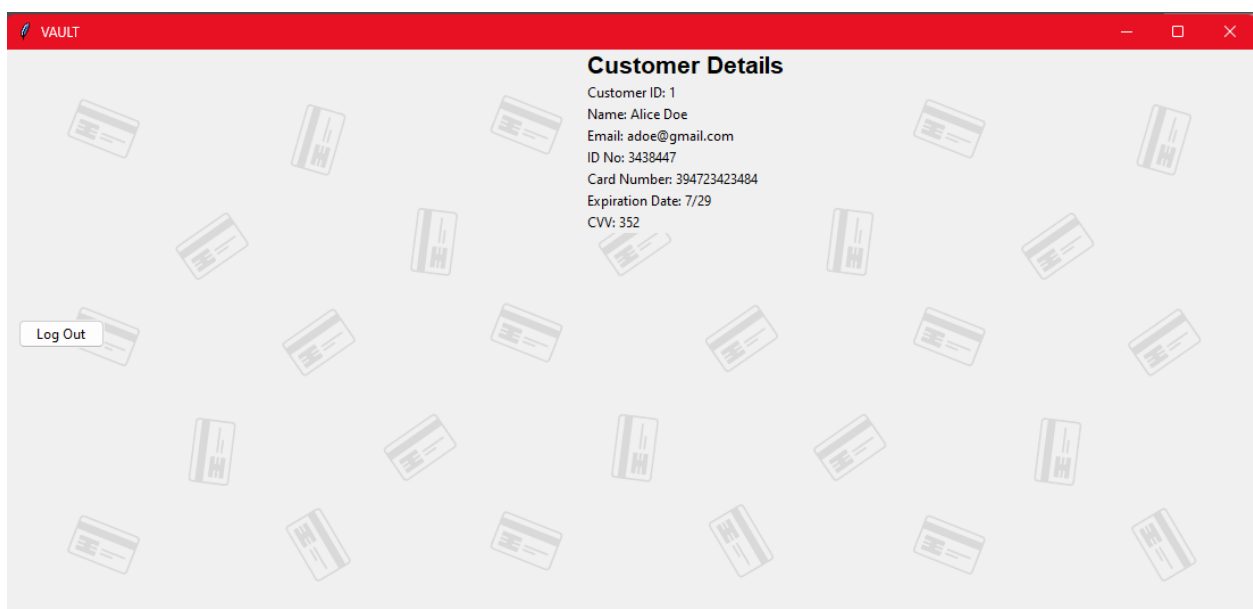 VAULT
Customer Details
Customer ID: 1
Name: Alice Doe
Email: adoe@gmail.com
ID No: 3438447
Card Number: 394723423484
Expiration Date: 7/29
CVV: 352
Log Out